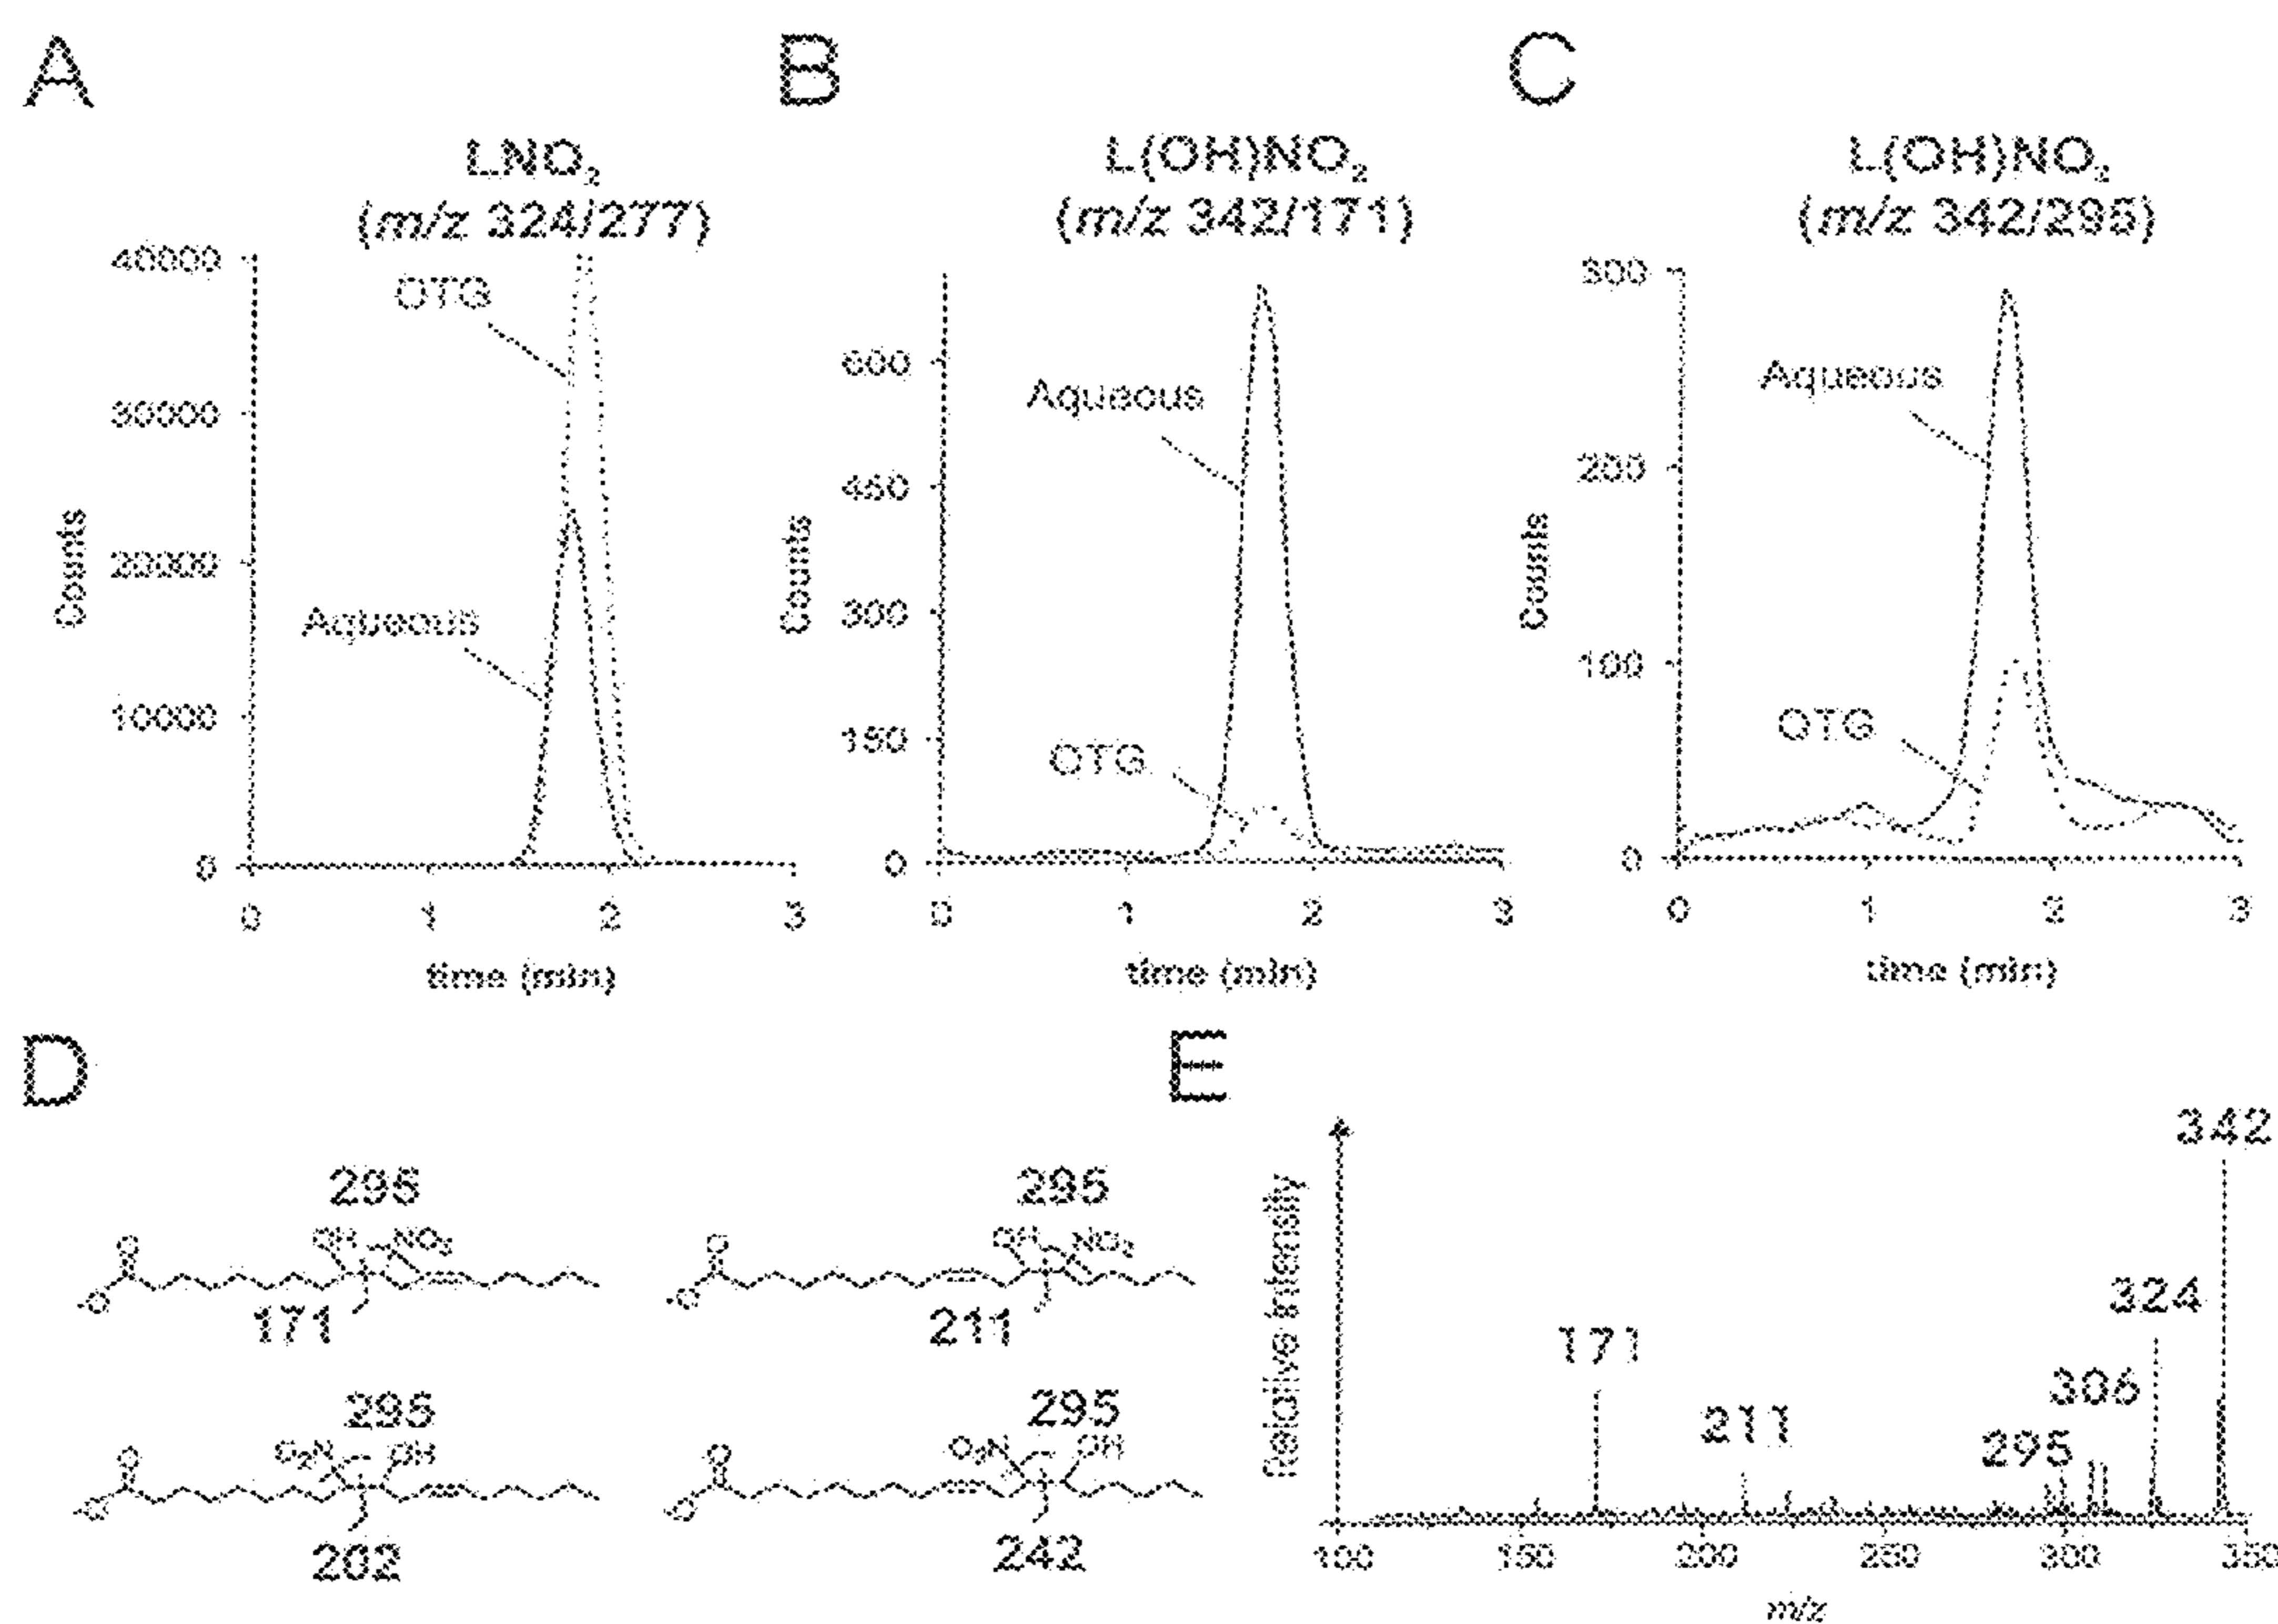 A
LNO₂
(m/z 324/277)
40000
30000
20000
10000
0
Counts
OTG
Aqueous
0 1 2 3
time (min)
B
L(OH)NO₂
(m/z 342/171)
600
450
300
150
0
Counts
Aqueous
OTG
0 1 2 3
time (min)
C
L(OH)NO₂
(m/z 342/295)
300
200
100
0
Counts
Aqueous
OTG
0 1 2 3
time (min)
D
295
OH NO₂
O
-O
171
295
OH NO₂
O
-O
211
295
O₂N OH
O
-O
202
295
O₂N OH
O
-O
242
E
Relative Intensity
171
211
295
306
324
342
100 150 200 250 300 350
m/z